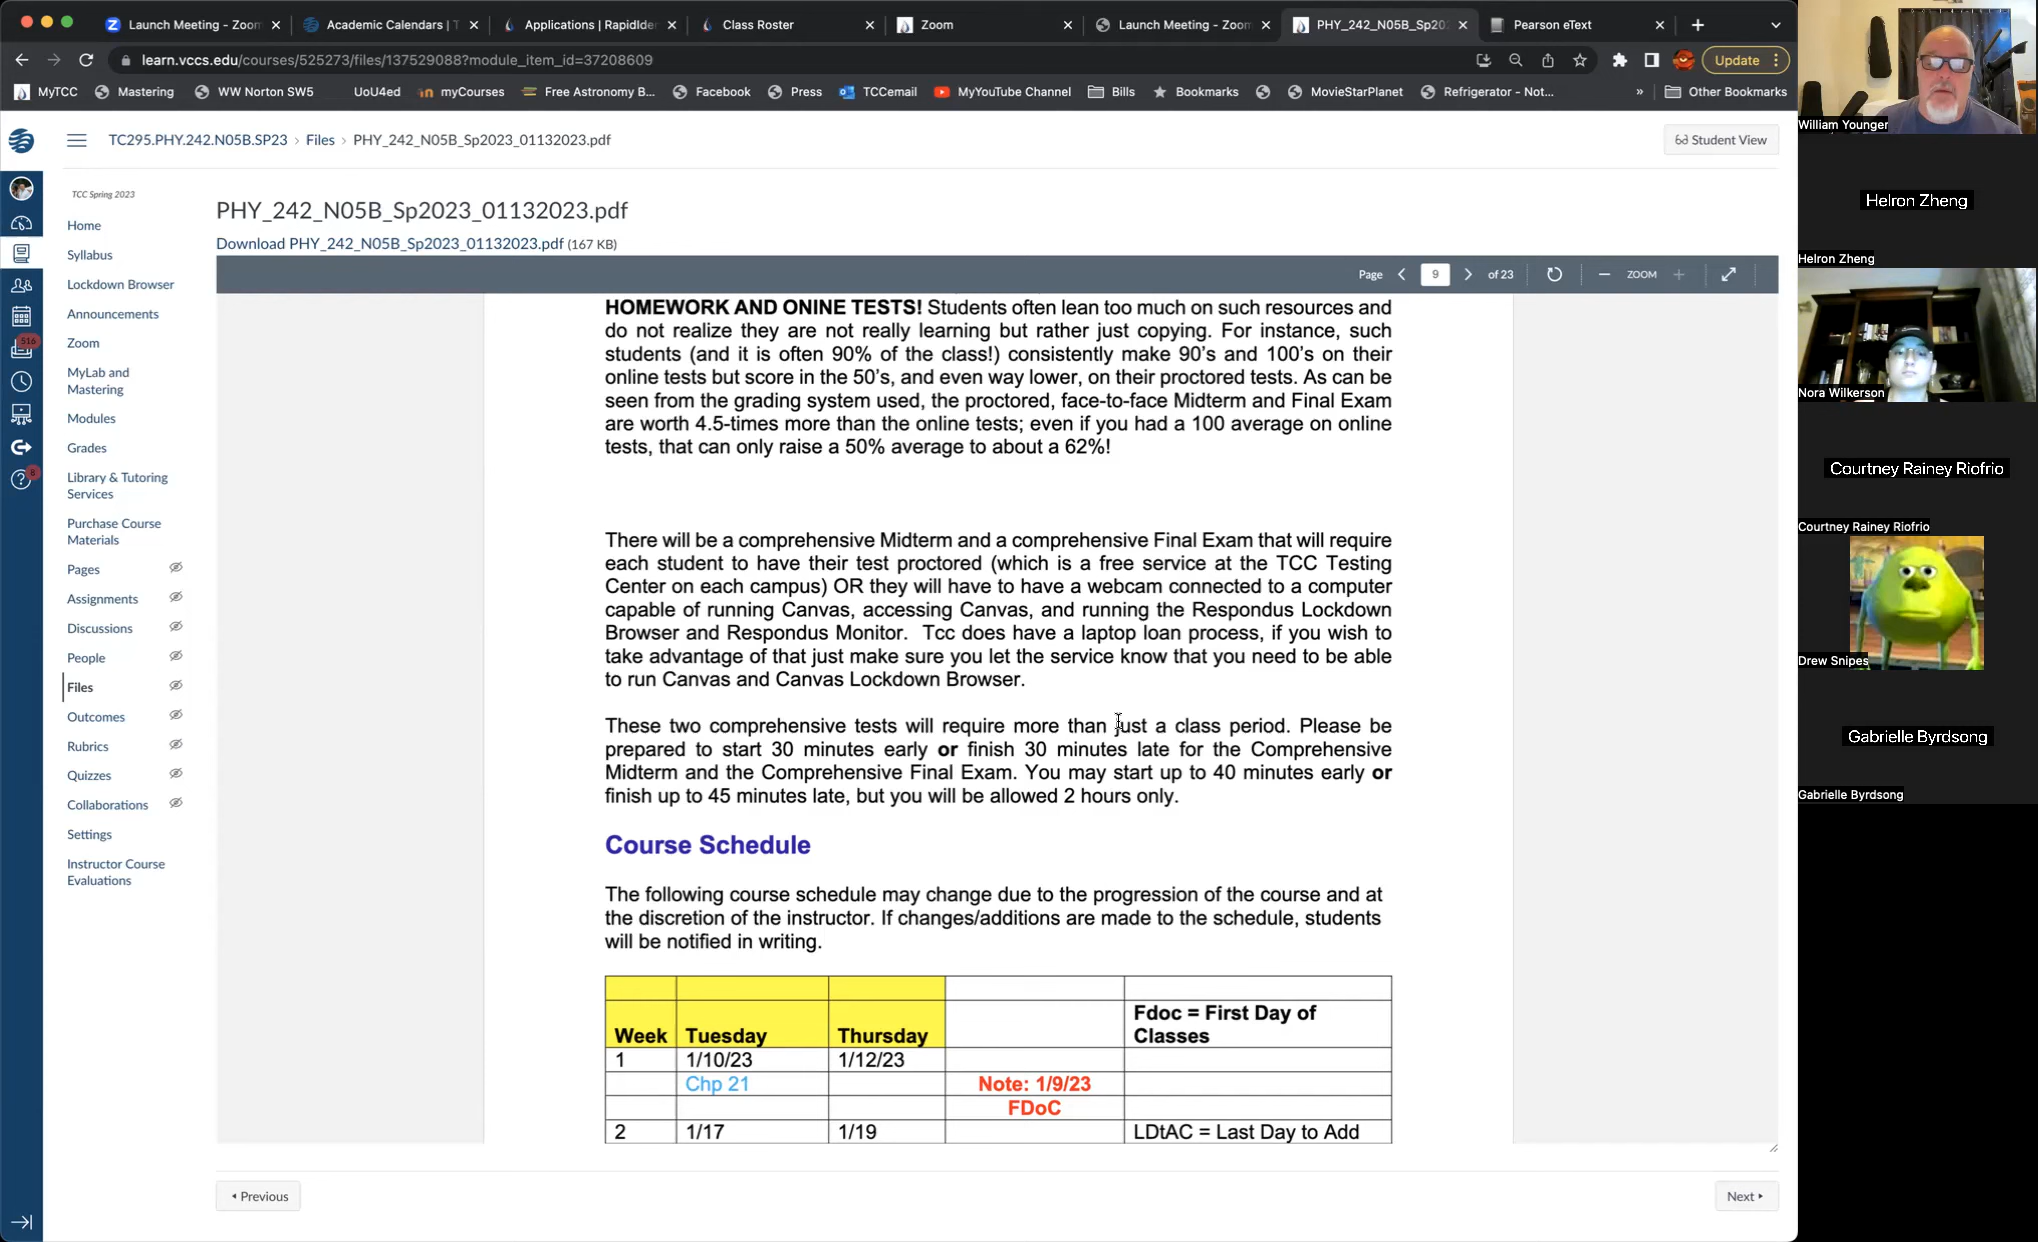 Launch Meeting - Zoom
Academic Calendars | T
Applications | RapidIde
Class Roster
Zoom
Launch Meeting - Zoom
PHY_242_N05B_Sp20
Pearson eText
learn.vccs.edu/courses/525273/files/137529088?module_item_id=37208609
Update
MyTCC
Mastering
WW Norton SW5
UoU4ed
myCourses
Free Astronomy B...
Facebook
Press
TCCemail
MyYouTube Channel
Bills
Bookmarks
MovieStarPlanet
Refrigerator - Not...
»
Other Bookmarks
TC295.PHY.242.N05B.SP23 › Files › PHY_242_N05B_Sp2023_01132023.pdf
Student View
TCC Spring 2023
Home
Syllabus
Lockdown Browser
Announcements
Zoom
MyLab and
Mastering
Modules
Grades
Library & Tutoring
Services
Purchase Course
Materials
Pages
Assignments
Discussions
People
Files
Outcomes
Rubrics
Quizzes
Collaborations
Settings
Instructor Course
Evaluations
516
8
PHY_242_N05B_Sp2023_01132023.pdf
Download PHY_242_N05B_Sp2023_01132023.pdf (167 KB)
Page 9 of 23 ZOOM
HOMEWORK AND ONINE TESTS! Students often lean too much on such resources and
do not realize they are not really learning but rather just copying. For instance, such
students (and it is often 90% of the class!) consistently make 90's and 100's on their
online tests but score in the 50's, and even way lower, on their proctored tests. As can be
seen from the grading system used, the proctored, face-to-face Midterm and Final Exam
are worth 4.5-times more than the online tests; even if you had a 100 average on online
tests, that can only raise a 50% average to about a 62%!
There will be a comprehensive Midterm and a comprehensive Final Exam that will require
each student to have their test proctored (which is a free service at the TCC Testing
Center on each campus) OR they will have to have a webcam connected to a computer
capable of running Canvas, accessing Canvas, and running the Respondus Lockdown
Browser and Respondus Monitor. Tcc does have a laptop loan process, if you wish to
take advantage of that just make sure you let the service know that you need to be able
to run Canvas and Canvas Lockdown Browser.
These two comprehensive tests will require more than just a class period. Please be
prepared to start 30 minutes early or finish 30 minutes late for the Comprehensive
Midterm and the Comprehensive Final Exam. You may start up to 40 minutes early or
finish up to 45 minutes late, but you will be allowed 2 hours only.
Course Schedule
The following course schedule may change due to the progression of the course and at
the discretion of the instructor. If changes/additions are made to the schedule, students
will be notified in writing.
Fdoc = First Day of
Week Tuesday Thursday Classes
1 1/10/23 1/12/23
Chp 21 Note: 1/9/23
FDoC
2 1/17 1/19 LDtAC = Last Day to Add
Previous
Next
William Younger
Helron Zheng
Helron Zheng
Nora Wilkerson
Courtney Rainey Riofrio
Courtney Rainey Riofrio
Drew Snipes
Gabrielle Byrdsong
Gabrielle Byrdsong